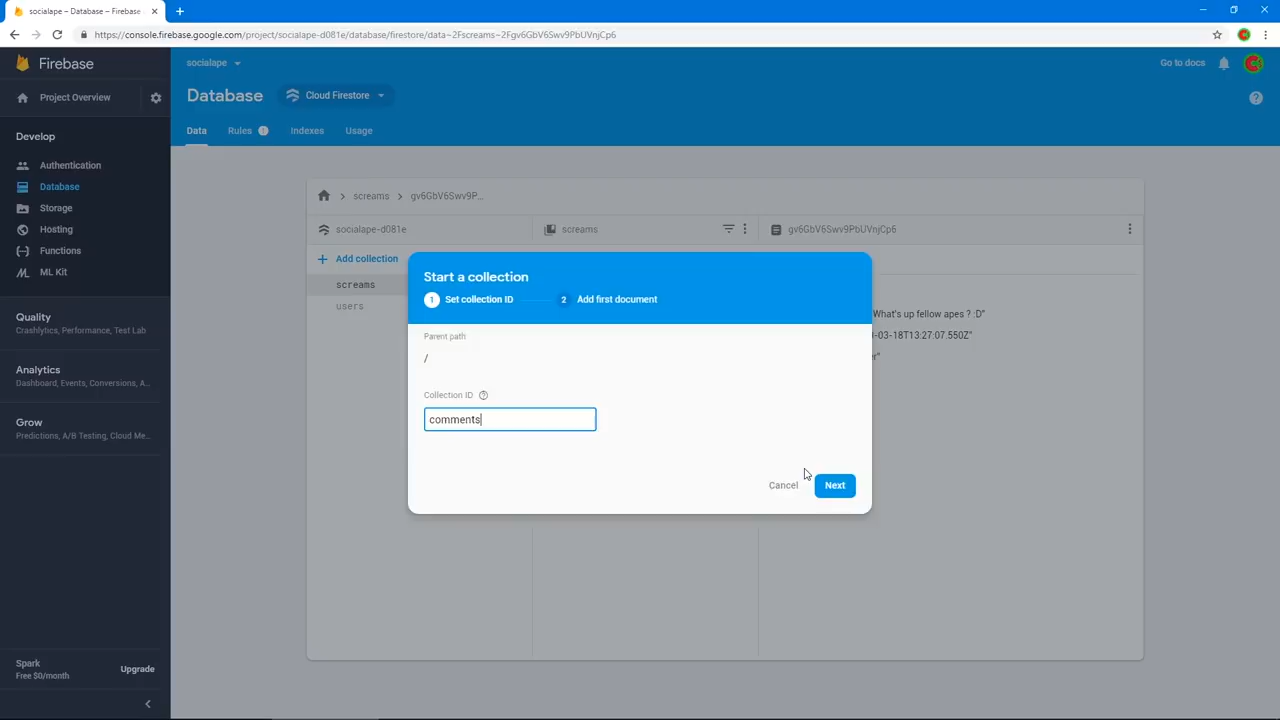 socialape – Database – Firebase
https://console.firebase.google.com/project/socialape-d081e/database/firestore/data~2Fscreams~2Fgv6GbV6Swv9PbUVnjCp6
Firebase
socialape
Go to docs
Project Overview
Database
Cloud Firestore
Data
Rules
Indexes
Usage
Develop
Authentication
Database
Storage
Hosting
Functions
ML Kit
Quality
Crashlytics, Performance, Test Lab
Analytics
Dashboard, Events, Conversions, A...
Grow
Predictions, A/B Testing, Cloud Me...
Spark
Free $0/month
Upgrade
screams
gv6GbV6Swv9P...
socialape-d081e
screams
gv6GbV6Swv9PbUVnjCp6
Add collection
screams
users
What's up fellow apes ? :D"
-03-18T13:27:07.550Z"
er"
Start a collection
1 Set collection ID
2 Add first document
Parent path
/
Collection ID
comments
Cancel
Next